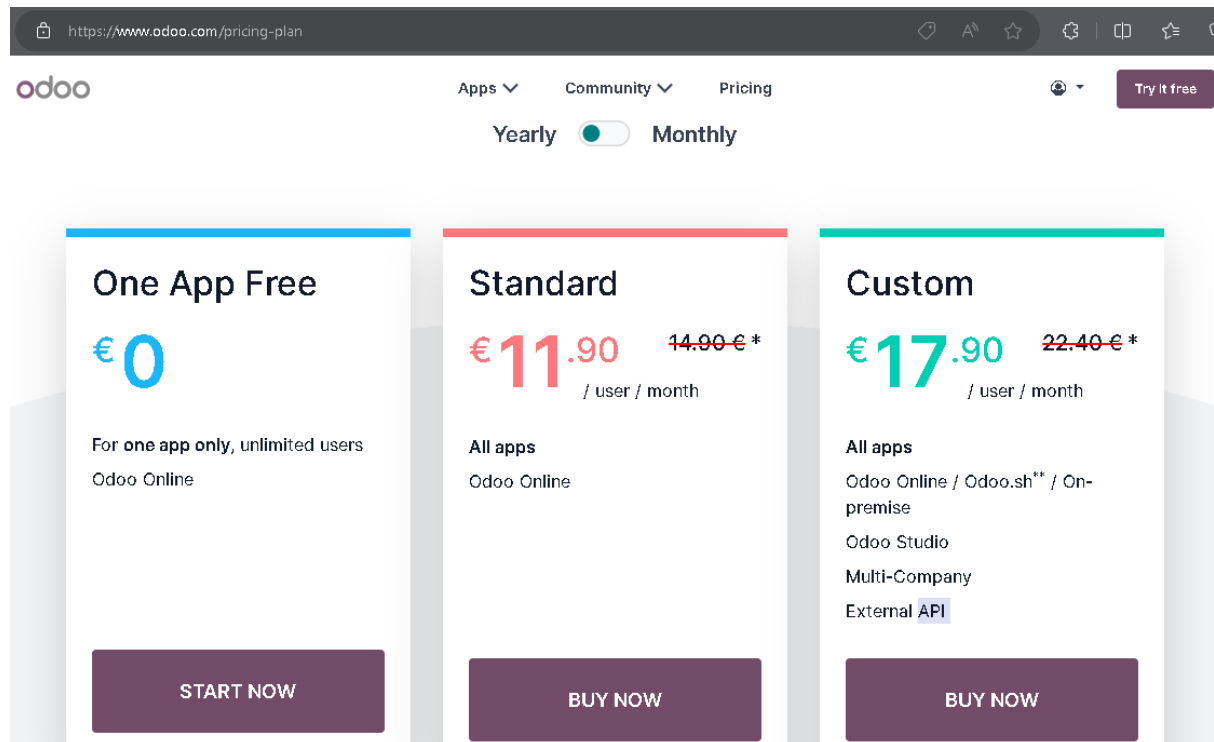 https://www.odoo.com/pricing-plan
odoo
Apps
Community
Pricing
Try it free
Yearly
Monthly
One App Free
€ 0
For one app only, unlimited users
Odoo Online
START NOW
Standard
€ 11.90 14.90 € *
/ user / month
All apps
Odoo Online
BUY NOW
Custom
€ 17.90 22.40 € *
/ user / month
All apps
Odoo Online / Odoo.sh** / On-
premise
Odoo Studio
Multi-Company
External API
BUY NOW